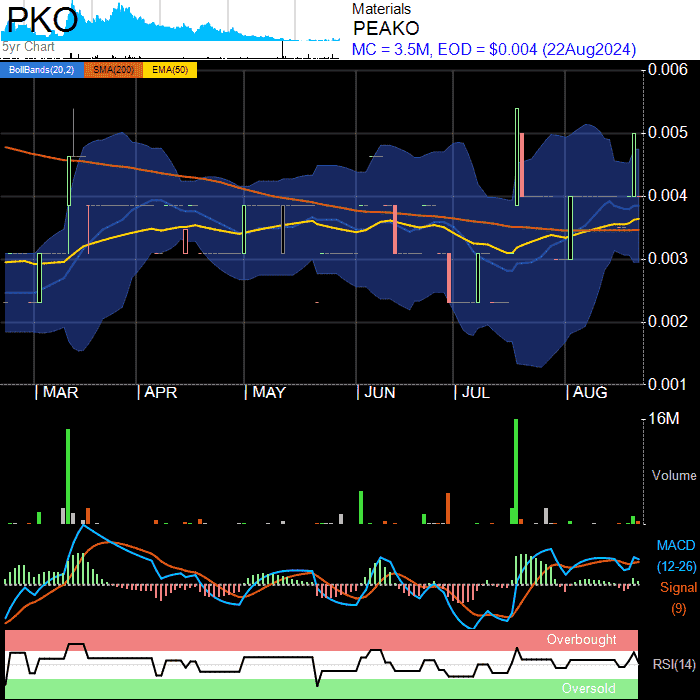 PKO
5yr Chart
Materials
PEAKO
MC = 3.5M, EOD = $0.004 (22Aug2024)
BollBands(20,2) SMA(200) EMA(50)
0.006
0.005
0.004
0.003
0.002
0.001
| MAR | APR | MAY | JUN | JUL | AUG
16M
Volume
MACD
(12-26)
Signal
(9)
Overbought
RSI(14)
Oversold